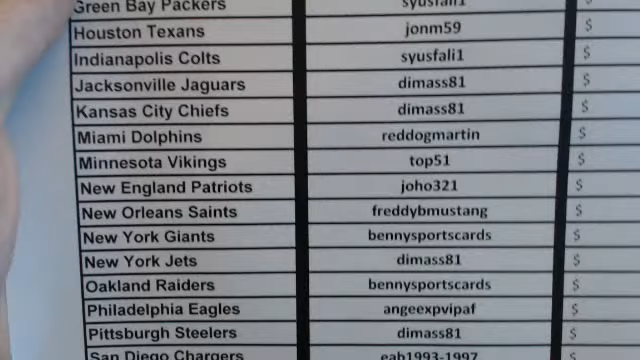 Green Bay Packers syusfali1
Houston Texans jonm59 $
Indianapolis Colts syusfali1 $
Jacksonville Jaguars dimass81 $
Kansas City Chiefs dimass81 $
Miami Dolphins reddogmartin $
Minnesota Vikings top51 $
New England Patriots joho321 $
New Orleans Saints freddybmustang $
New York Giants bennysportscards $
New York Jets dimass81 $
Oakland Raiders bennysportscards $
Philadelphia Eagles angeexpvipaf $
Pittsburgh Steelers dimass81 $
San Diego Chargers eab1993-1997